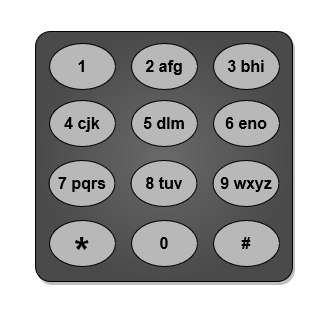 1 2 afg 3 bhi
4 cjk 5 dlm 6 eno
7 pqrs 8 tuv 9 wxyz
* 0 #